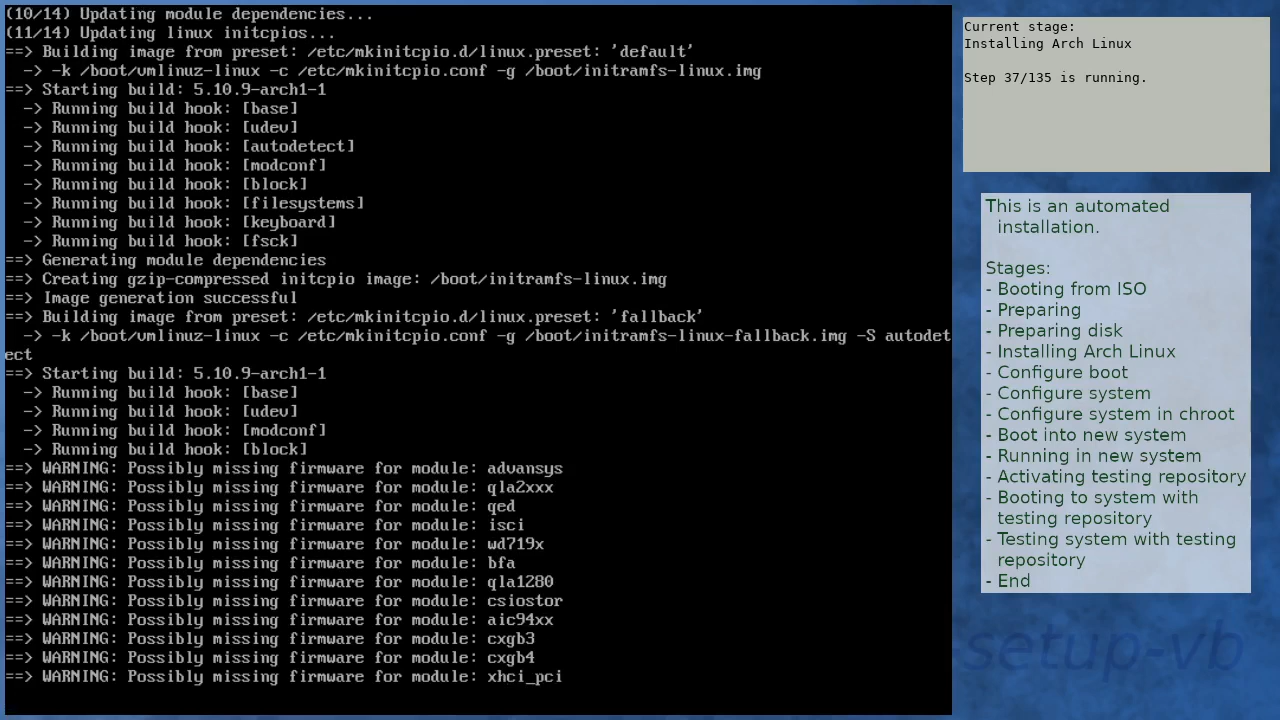 (10/14) Updating module dependencies...
(11/14) Updating linux initcpios...
==> Building image from preset: /etc/mkinitcpio.d/linux.preset: 'default'
  -> -k /boot/vmlinuz-linux -c /etc/mkinitcpio.conf -g /boot/initramfs-linux.img
==> Starting build: 5.10.9-arch1-1
  -> Running build hook: [base]
  -> Running build hook: [udev]
  -> Running build hook: [autodetect]
  -> Running build hook: [modconf]
  -> Running build hook: [block]
  -> Running build hook: [filesystems]
  -> Running build hook: [keyboard]
  -> Running build hook: [fsck]
==> Generating module dependencies
==> Creating gzip-compressed initcpio image: /boot/initramfs-linux.img
==> Image generation successful
==> Building image from preset: /etc/mkinitcpio.d/linux.preset: 'fallback'
  -> -k /boot/vmlinuz-linux -c /etc/mkinitcpio.conf -g /boot/initramfs-linux-fallback.img -S autodet
ect
==> Starting build: 5.10.9-arch1-1
  -> Running build hook: [base]
  -> Running build hook: [udev]
  -> Running build hook: [modconf]
  -> Running build hook: [block]
==> WARNING: Possibly missing firmware for module: advansys
==> WARNING: Possibly missing firmware for module: qla2xxx
==> WARNING: Possibly missing firmware for module: qed
==> WARNING: Possibly missing firmware for module: isci
==> WARNING: Possibly missing firmware for module: wd719x
==> WARNING: Possibly missing firmware for module: bfa
==> WARNING: Possibly missing firmware for module: qla1280
==> WARNING: Possibly missing firmware for module: csiostor
==> WARNING: Possibly missing firmware for module: aic94xx
==> WARNING: Possibly missing firmware for module: cxgb3
==> WARNING: Possibly missing firmware for module: cxgb4
==> WARNING: Possibly missing firmware for module: xhci_pci
Current stage:
Installing Arch Linux
Step 37/135 is running.
This is an automated
installation.
Stages:
- Booting from ISO
- Preparing
- Preparing disk
- Installing Arch Linux
- Configure boot
- Configure system
- Configure system in chroot
- Boot into new system
- Running in new system
- Activating testing repository
- Booting to system with
testing repository
- Testing system with testing
repository
- End
setup-vb